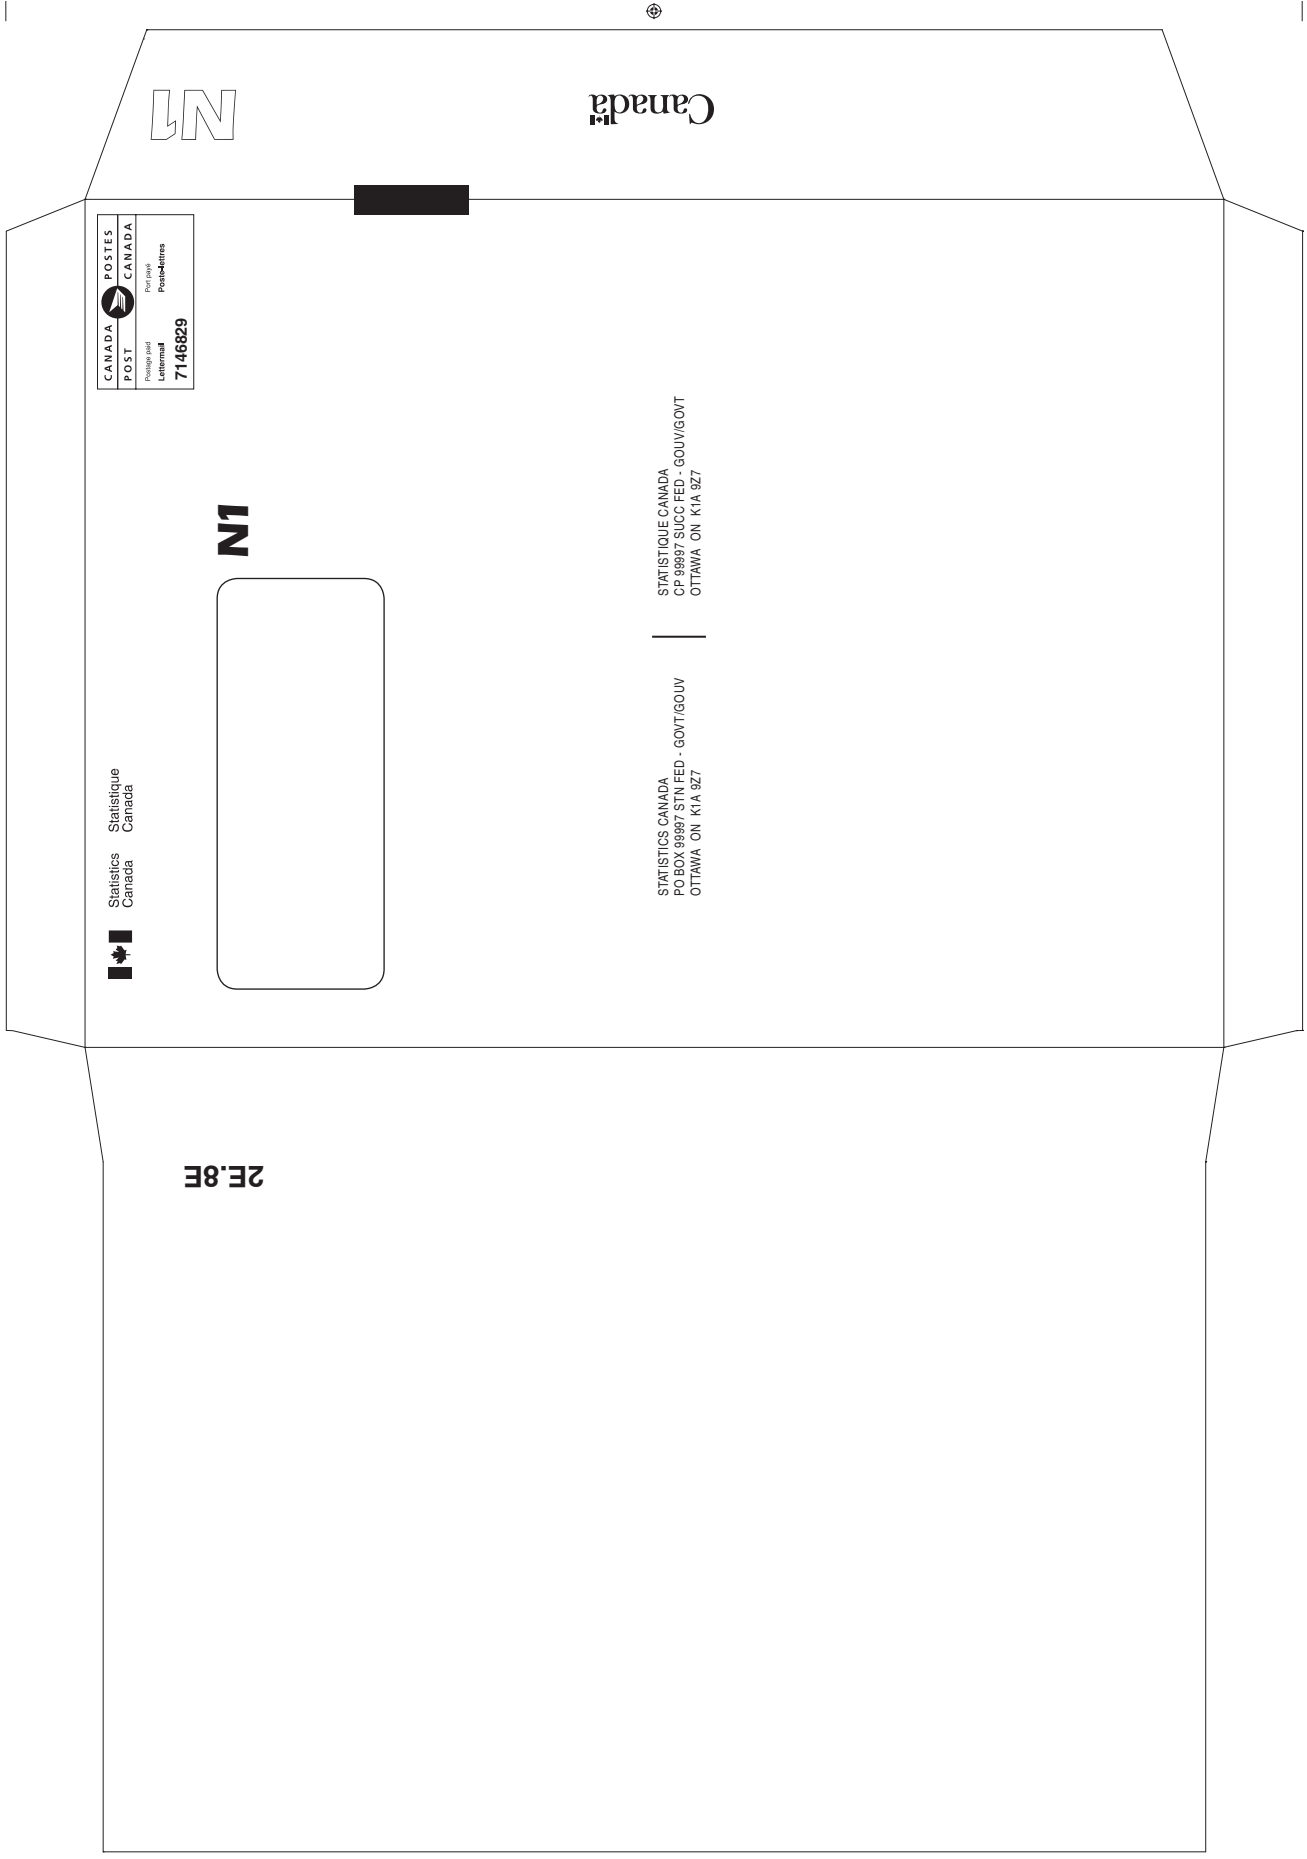 N1
Canada
CANADA POSTES
POST CANADA
Postage paid Port payé
Lettermail Poste-lettres
7146829
N1
Statistics
Canada
Statistique
Canada
STATISTICS CANADA
PO BOX 99997 STN FED - GOVT/GOUV
OTTAWA ON K1A 9Z7
STATISTIQUE CANADA
CP 99997 SUCC FED - GOUV/GOVT
OTTAWA ON K1A 9Z7
2E.8E